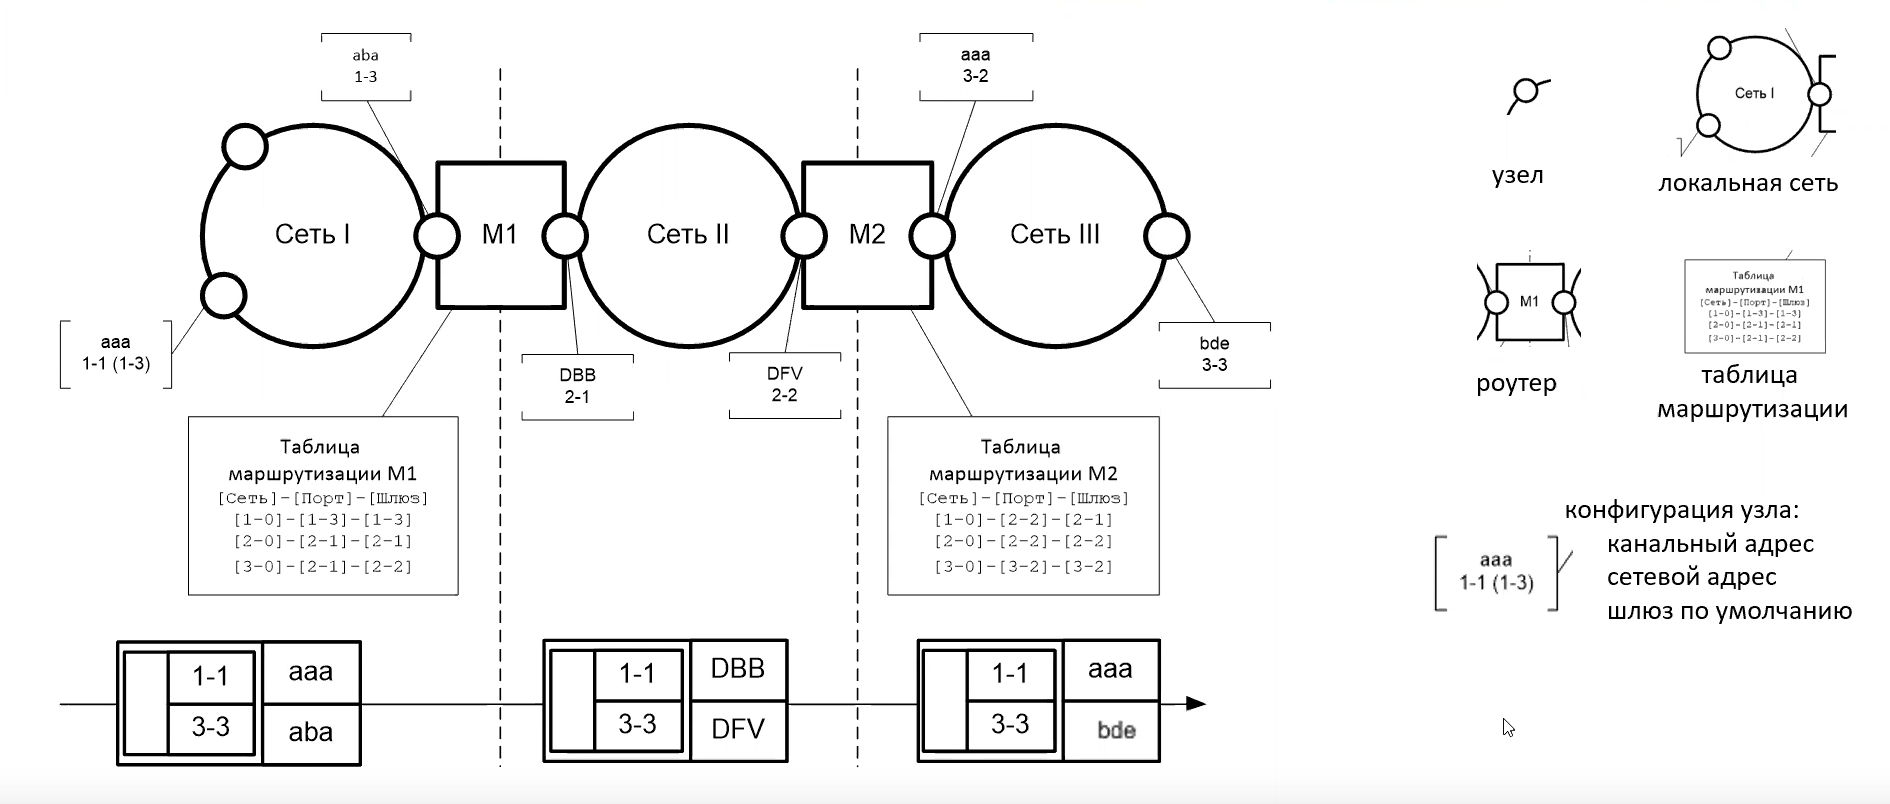 aba
1-3
aaa
3-2
Сеть I
M1
Сеть II
M2
Сеть III
aaa
1-1 (1-3)
DBB
2-1
DFV
2-2
bde
3-3
Таблица
маршрутизации М1
[Сеть]-[Порт]-[Шлюз]
[1-0]-[1-3]-[1-3]
[2-0]-[2-1]-[2-1]
[3-0]-[2-1]-[2-2]
Таблица
маршрутизации М2
[Сеть]-[Порт]-[Шлюз]
[1-0]-[2-2]-[2-1]
[2-0]-[2-2]-[2-2]
[3-0]-[3-2]-[3-2]
1-1
3-3
aaa
aba
1-1
3-3
DBB
DFV
1-1
3-3
aaa
bde
узел
Сеть I
локальная сеть
M1
роутер
Таблица
маршрутизации М1
[Сеть]-[Порт]-[Шлюз]
[1-0]-[1-3]-[1-3]
[2-0]-[2-1]-[2-1]
[3-0]-[2-1]-[2-2]
таблица
маршрутизации
aaa
1-1 (1-3)
конфигурация узла:
канальный адрес
сетевой адрес
шлюз по умолчанию